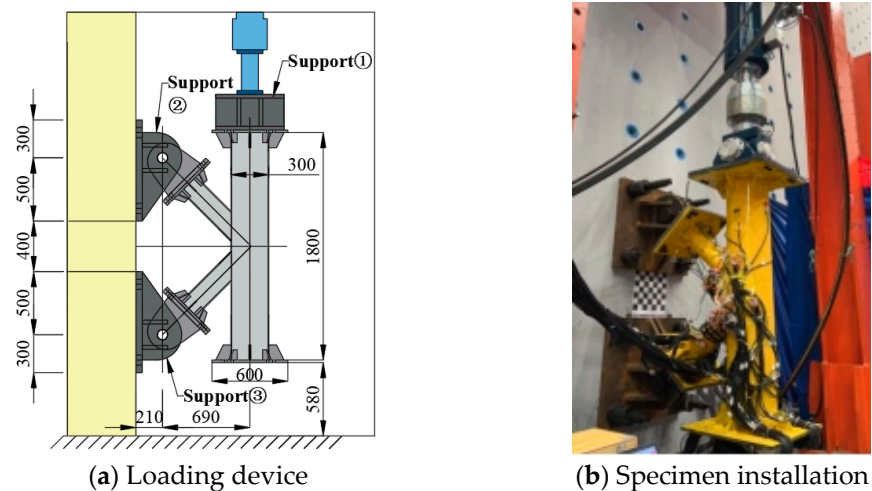 Support①
Support
②
300
500
400
500
300
300
1800
600
580
Support③
210
690
(a) Loading device
(b) Specimen installation